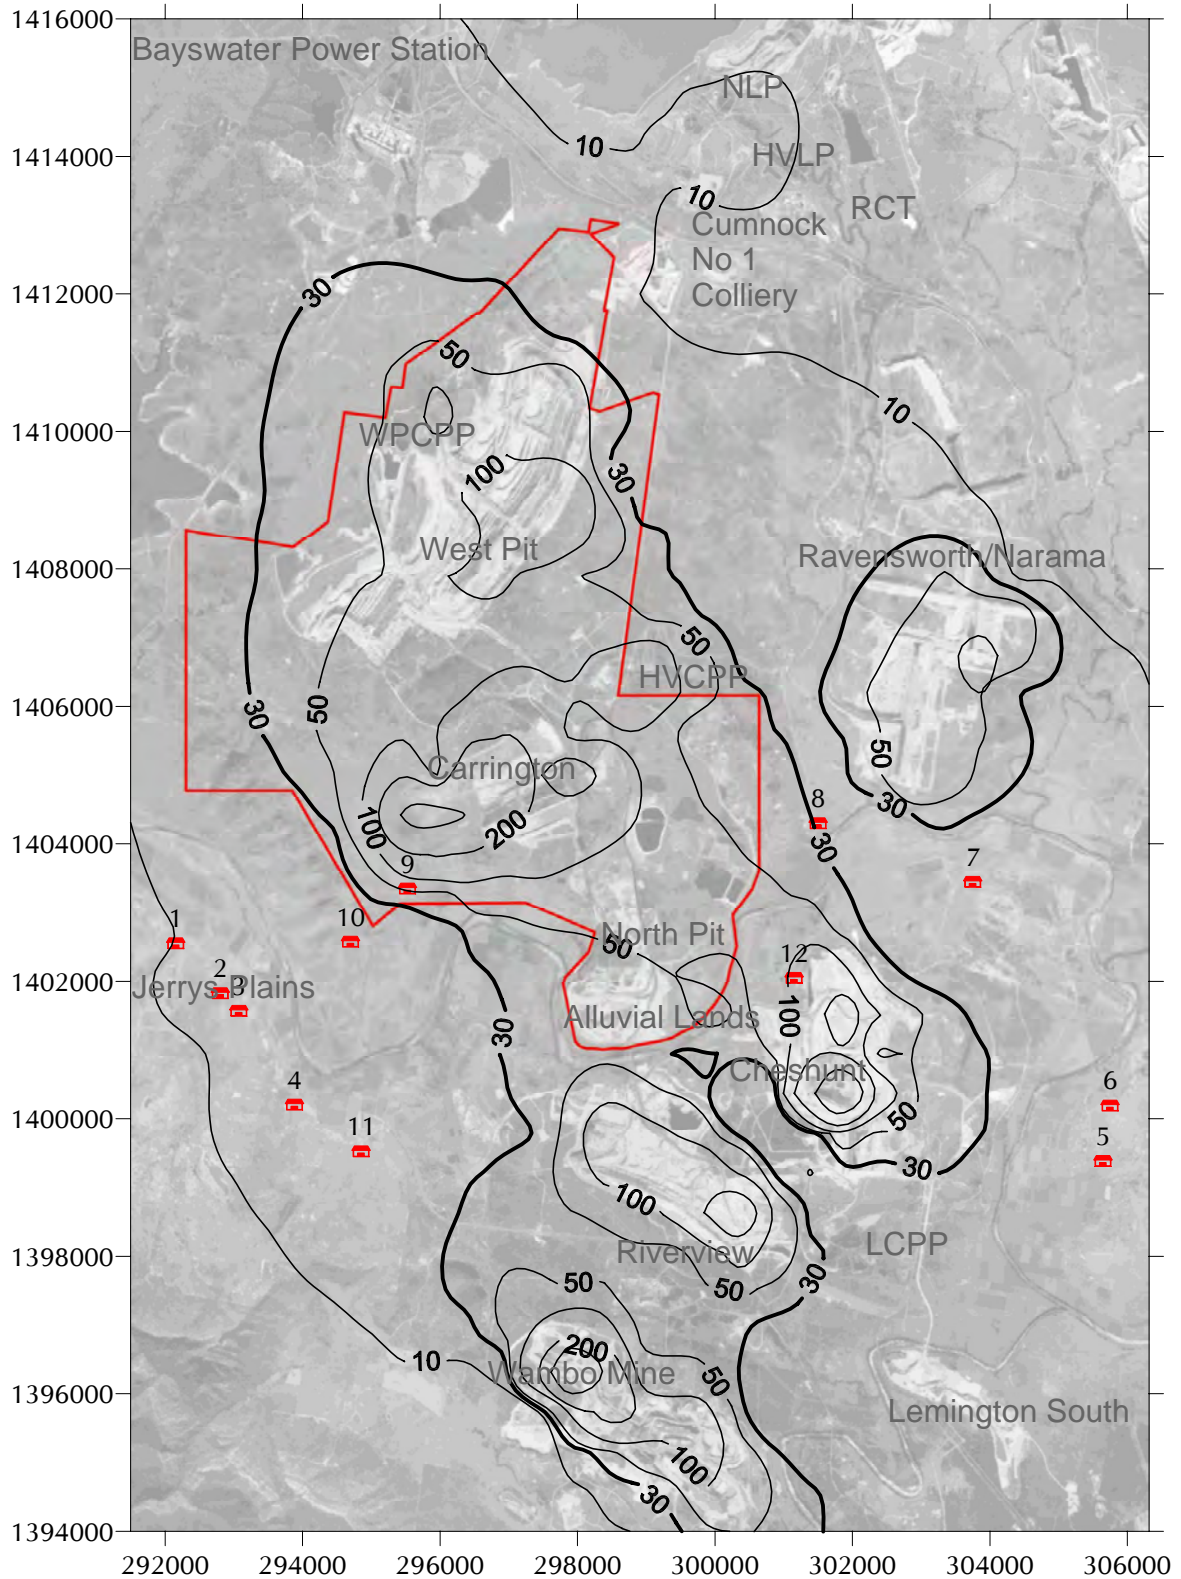 1416000
Bayswater Power Station
NLP
10
1414000
HVLP
10
RCT
Cumnock
No 1
Colliery
1412000
30
50
10
1410000
WPCPP
100
30
West Pit
Ravensworth/Narama
1408000
50
HVCPP
1406000
30
50
50
Carrington
30
8
1404000
100
200
30
9
7
1
10
North Pit
50
12
1402000
2
Jerrys Plains
3
Alluvial Lands
100
30
Cheshunt
4
6
50
1400000
11
5
30
100
Riverview
LCPP
1398000
30
50
50
200
10
Wambo Mine
50
1396000
Lemington South
100
30
1394000
292000 294000 296000 298000 300000 302000 304000 306000